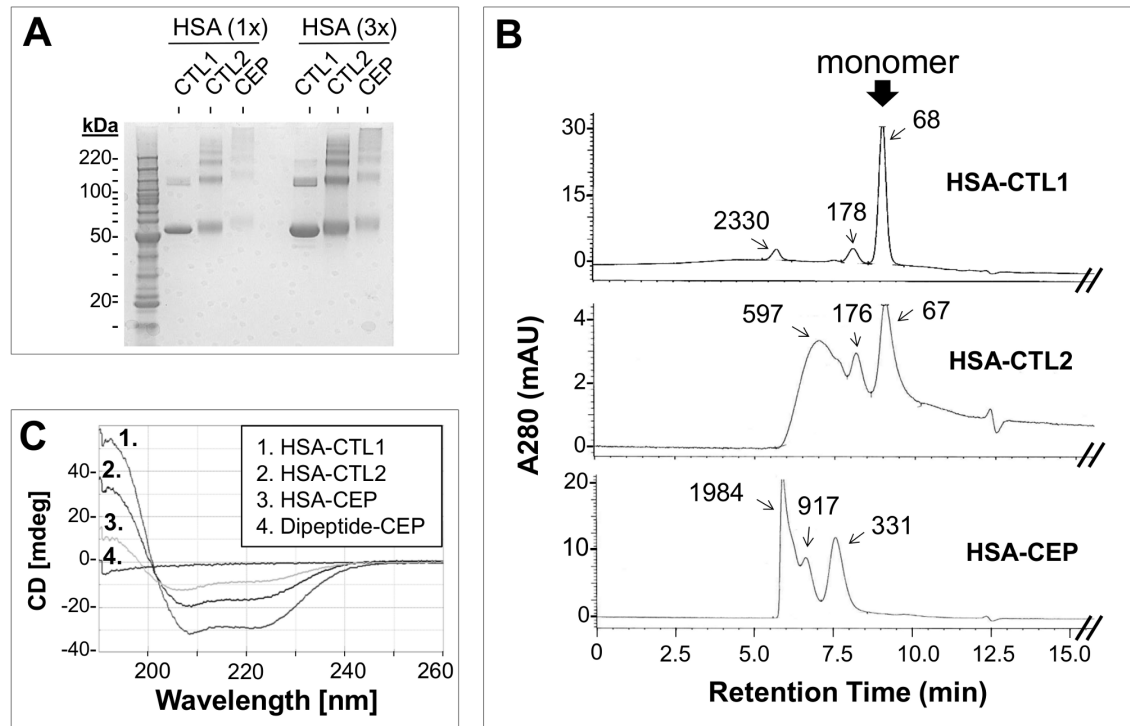 A
HSA (1x) HSA (3x)
CTL1 CTL2 CEP CTL1 CTL2 CEP
kDa
220-
100-
50-
20=
B
monomer
30
15
0
2330
178
68
HSA-CTL1
4
2
0
597
176
67
HSA-CTL2
20
10
0
1984
917
331
HSA-CEP
A280 (mAU)
0 2.5 5.0 7.5 10.0 12.5 15.0
Retention Time (min)
C
1.
2.
3.
4.
1. HSA-CTL1
2. HSA-CTL2
3. HSA-CEP
4. Dipeptide-CEP
40-
20-
0-
-20-
-40-
CD [mdeg]
200 220 240 260
Wavelength [nm]